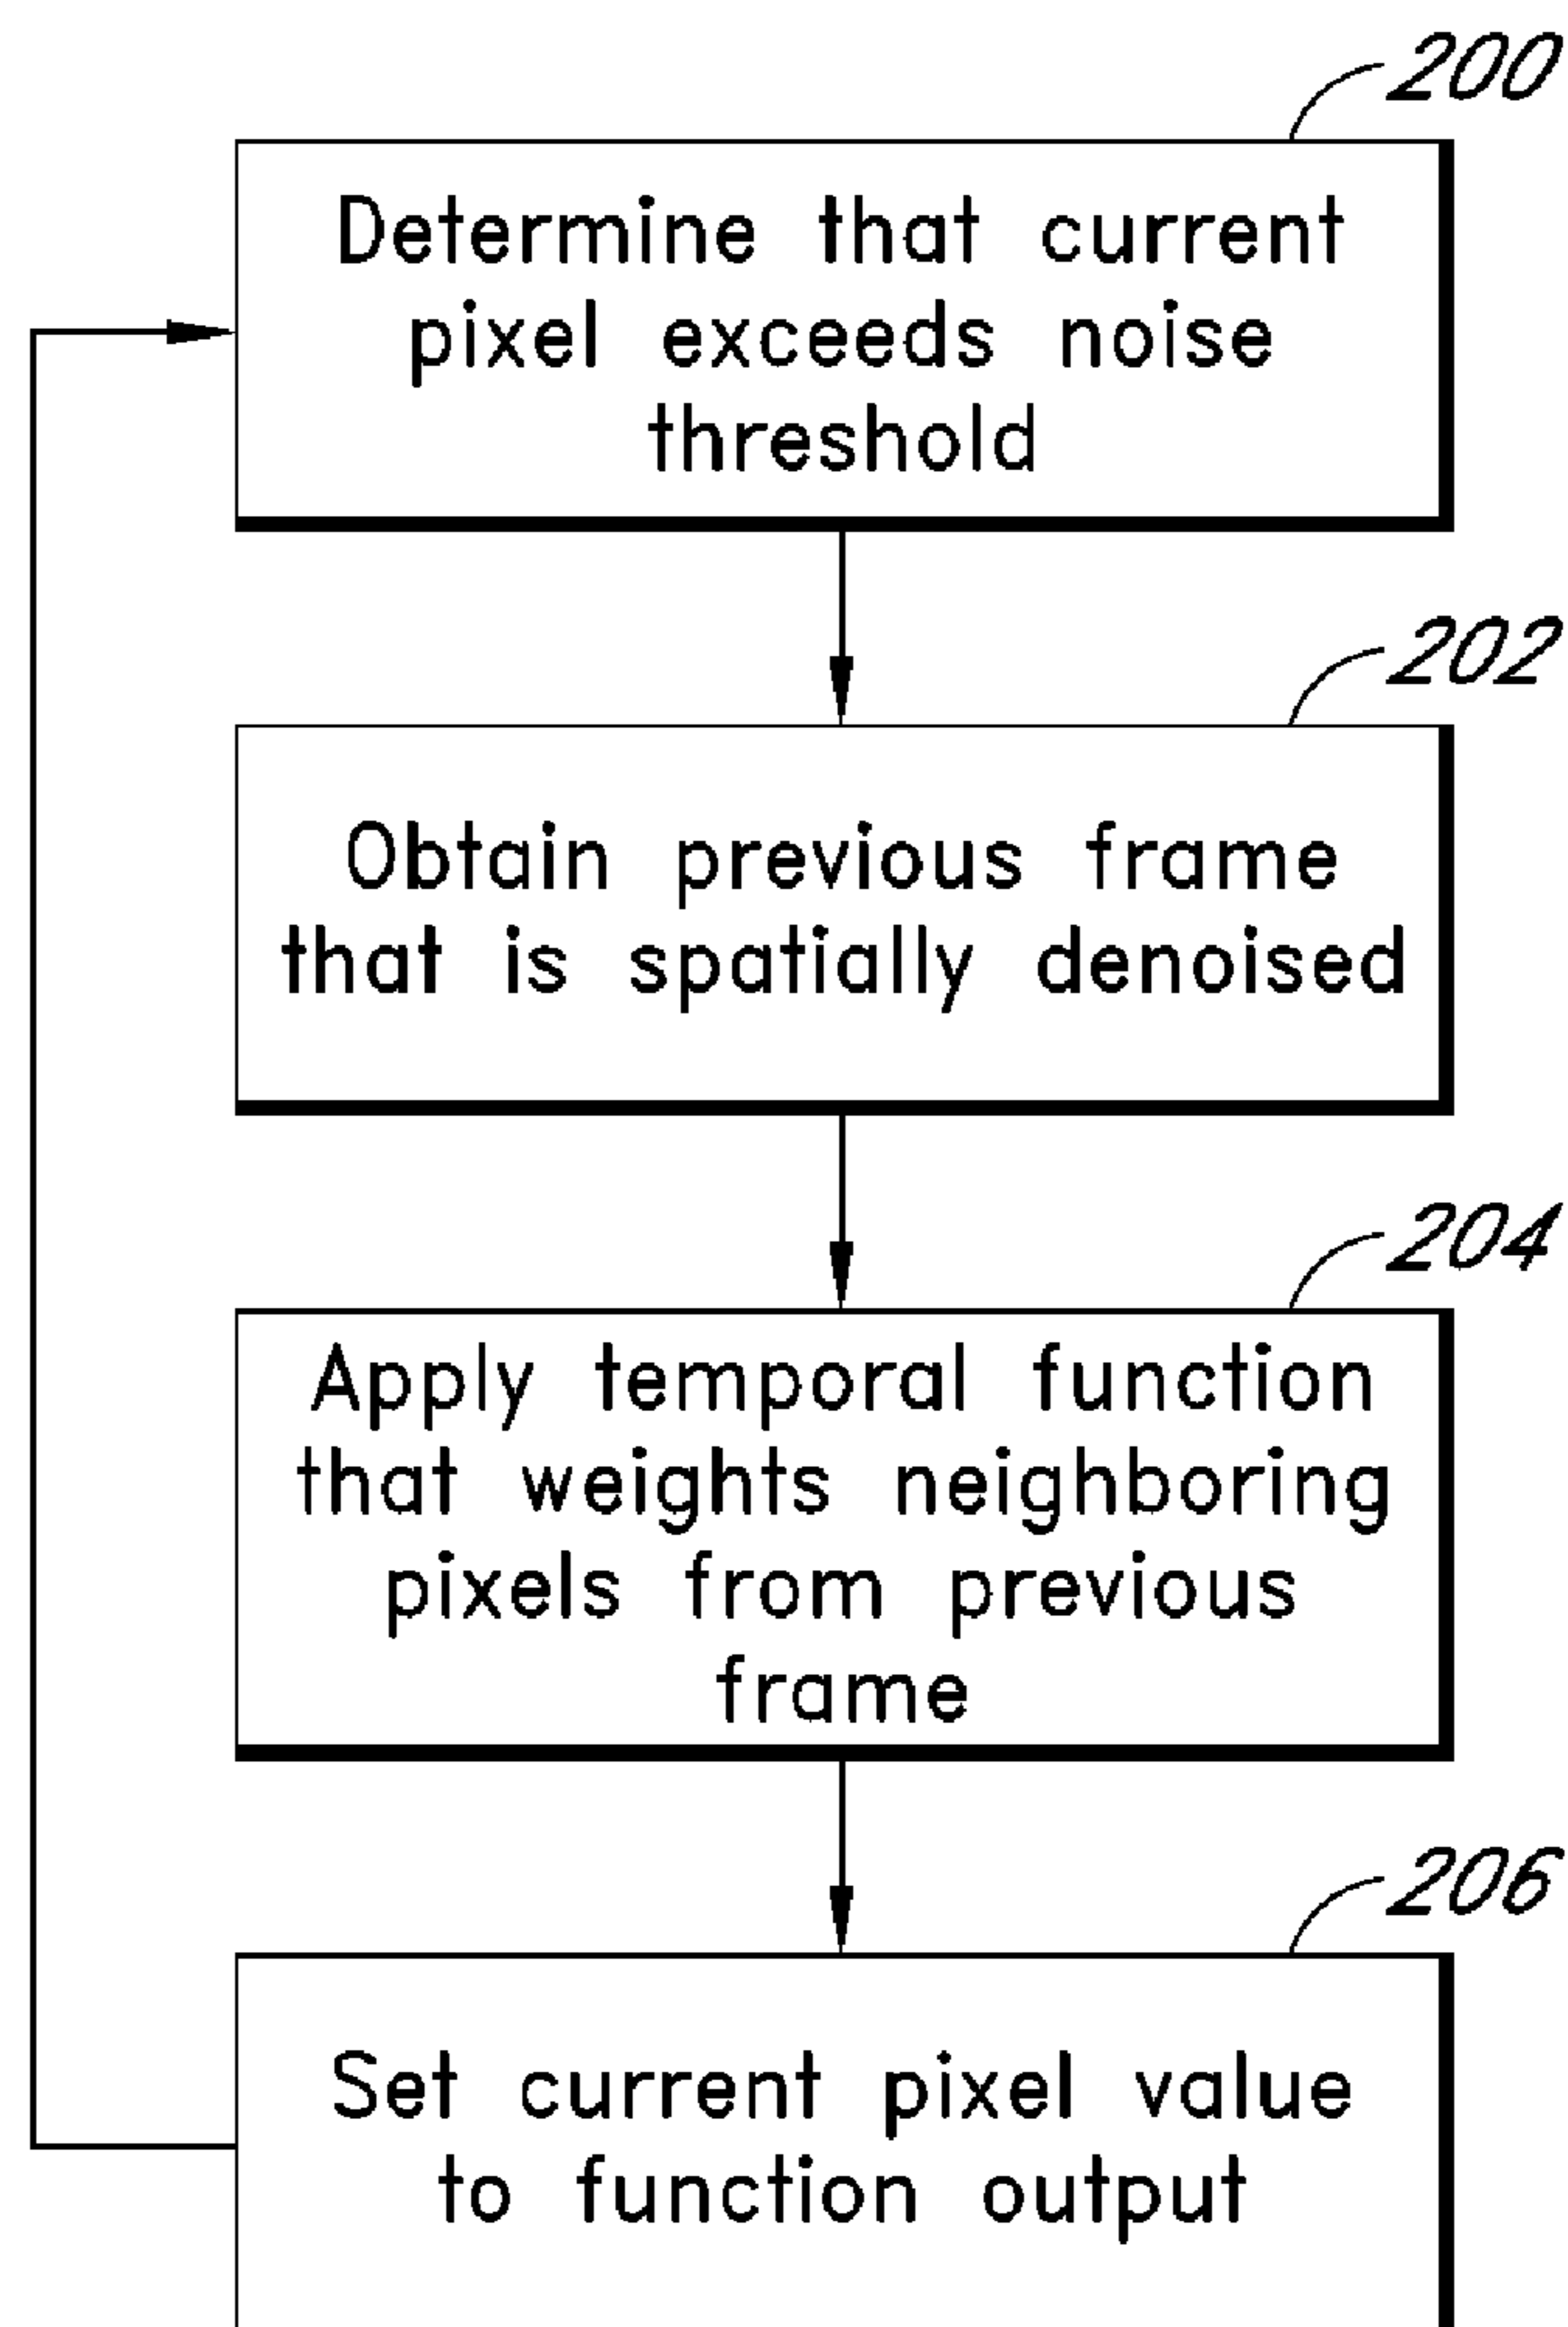 200
Determine that current
pixel exceeds noise
threshold
202
Obtain previous frame
that is spatially denoised
204
Apply temporal function
that weights neighboring
pixels from previous
frame
206
Set current pixel value
to function output